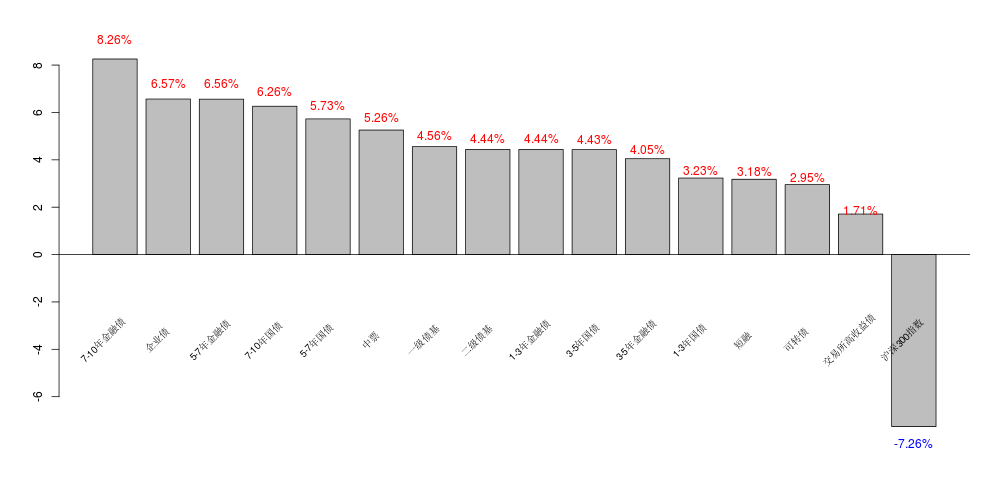 8.26%
6.57%
6.56%
6.26%
5.73%
5.26%
4.56%
4.44%
4.44%
4.43%
4.05%
3.23%
3.18%
2.95%
1.71%
-7.26%
8
6
4
2
0
-2
-4
-6
7-10年金融债
企业债
5-7年金融债
7-10年国债
5-7年国债
中票
一级债基
二级债基
1-3年金融债
3-5年国债
3-5年金融债
1-3年国债
短融
可转债
交易所高收益债
沪深300指数